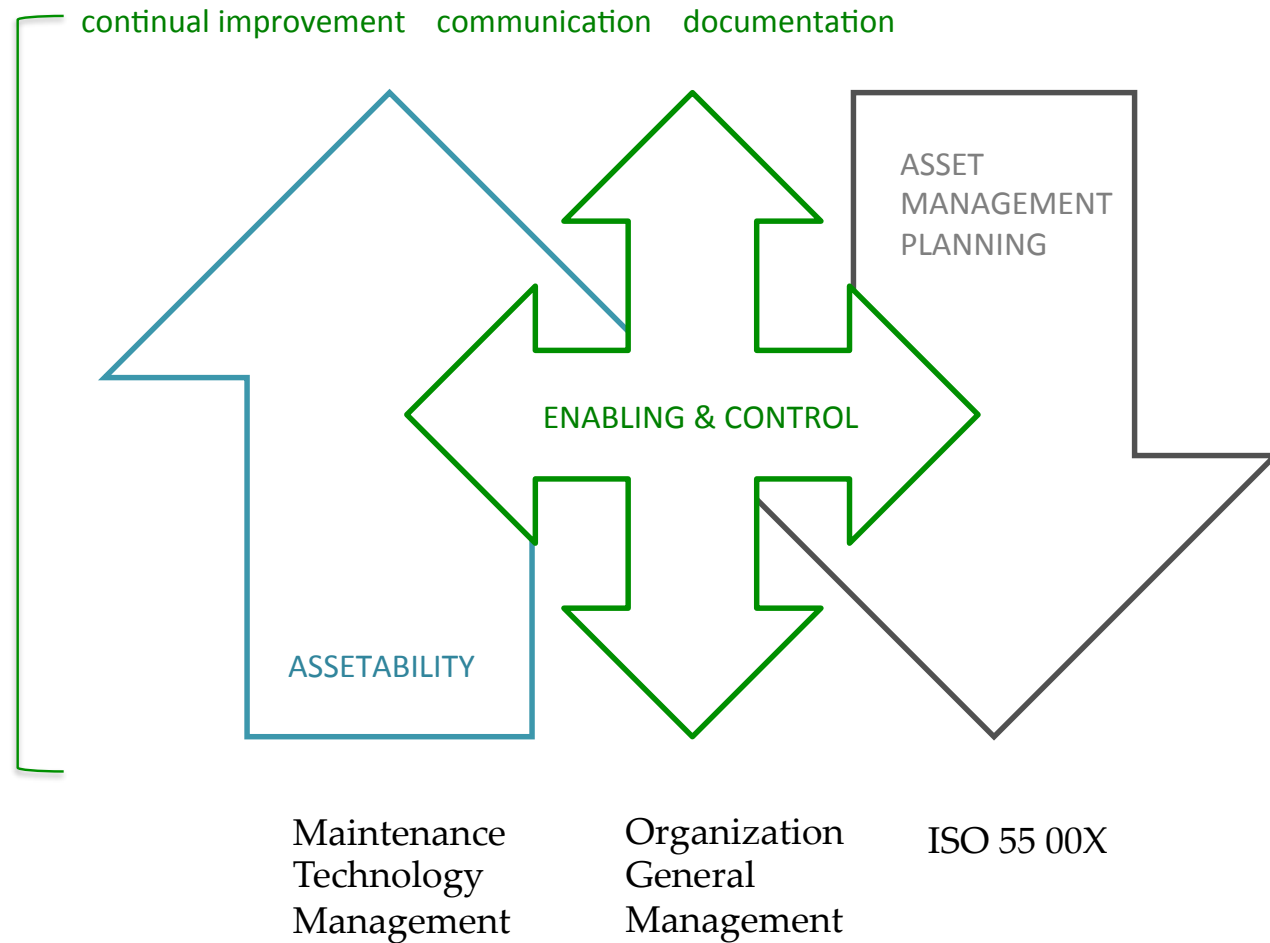 continual improvement communication documentation
ASSET
MANAGEMENT
PLANNING
ENABLING & CONTROL
ASSETABILITY
Maintenance
Technology
Management
Organization
General
Management
ISO 55 00X